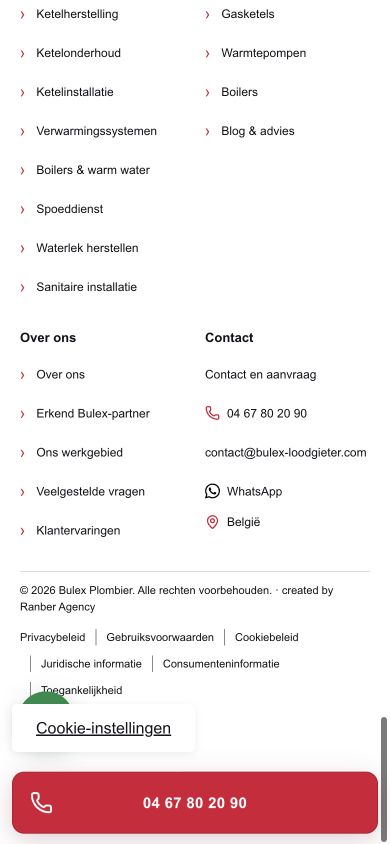 Ketelherstelling
Ketelonderhoud
Ketelinstallatie
Verwarmingssystemen
Boilers & warm water
Spoeddienst
Waterlek herstellen
Sanitaire installatie
Gasketels
Warmtepompen
Boilers
Blog & advies
Over ons
Over ons
Erkend Bulex-partner
Ons werkgebied
Veelgestelde vragen
Klantervaringen
Contact
Contact en aanvraag
04 67 80 20 90
contact@bulex-loodgieter.com
WhatsApp
België
© 2026 Bulex Plombier. Alle rechten voorbehouden. · created by
Ranber Agency
Privacybeleid
Gebruiksvoorwaarden
Cookiebeleid
Juridische informatie
Consumenteninformatie
Toegankelijkheid
Cookie-instellingen
04 67 80 20 90